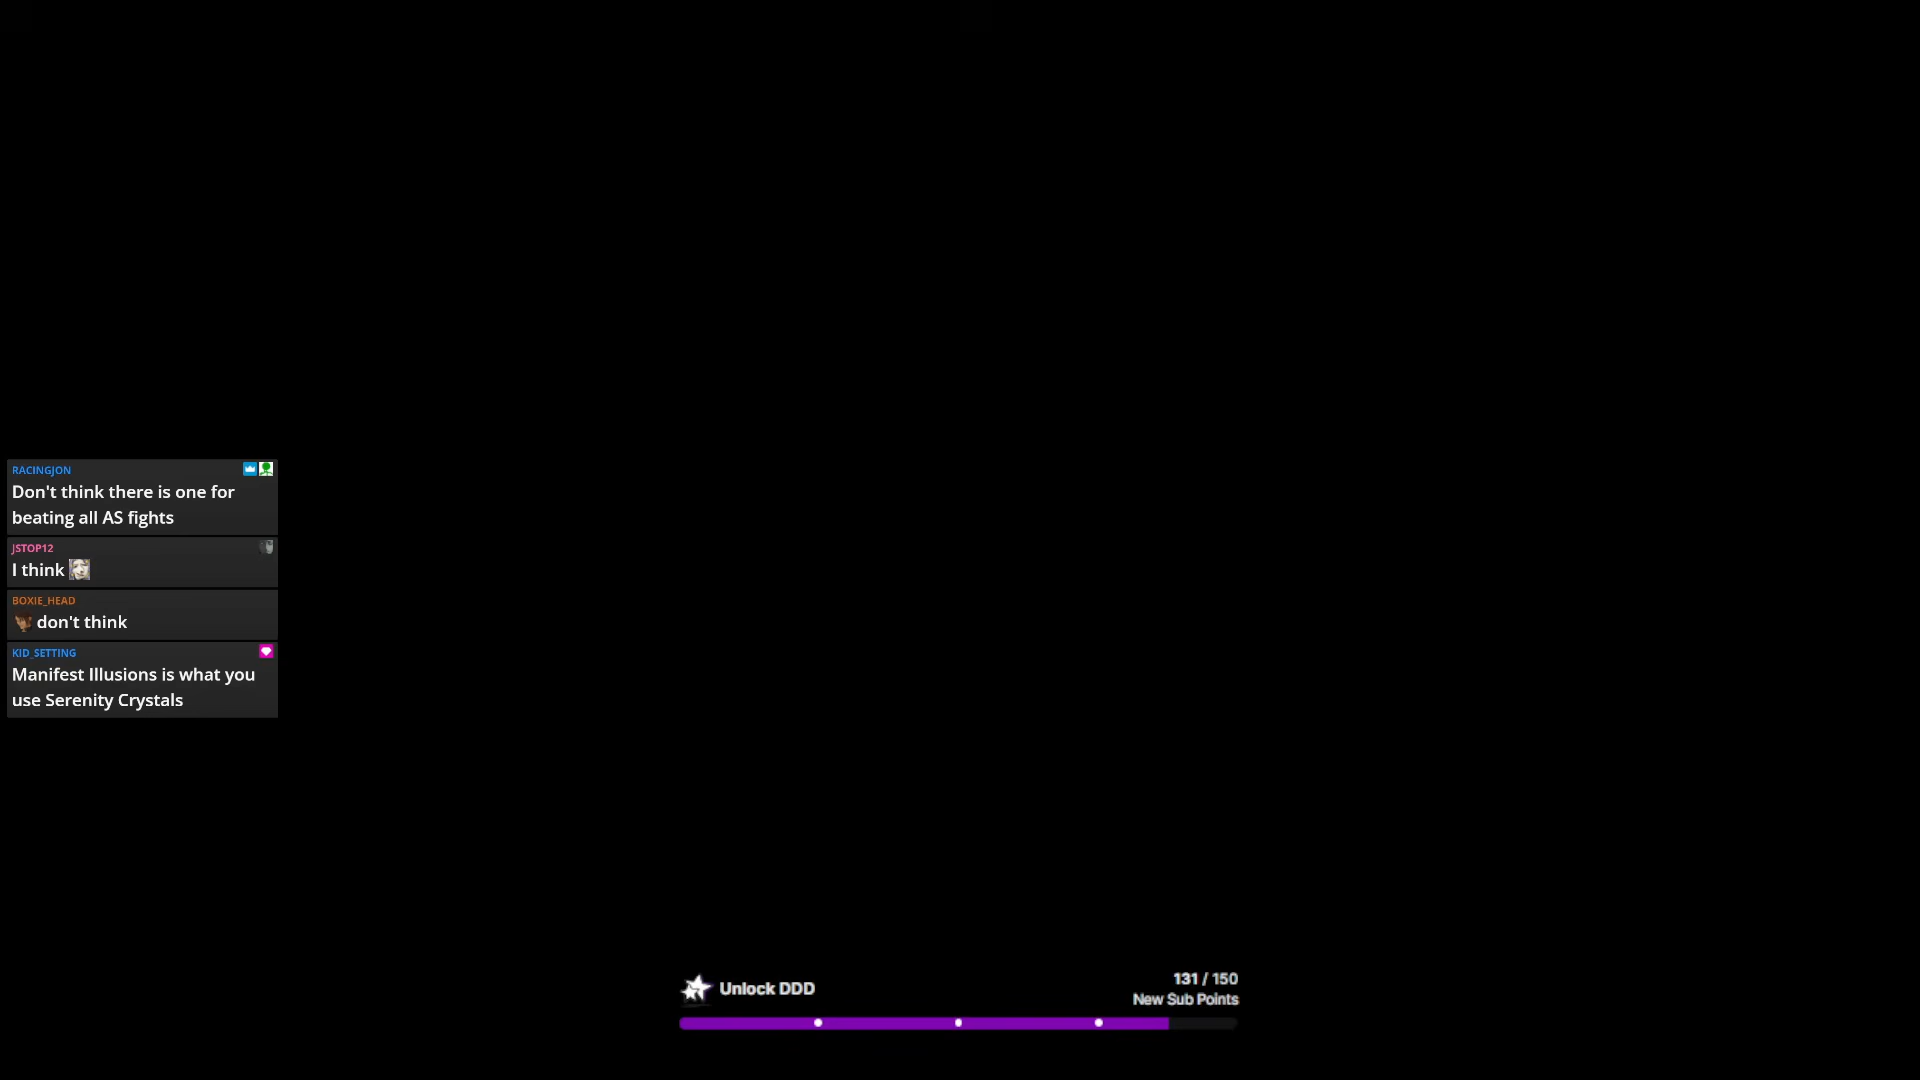 RACINGJON
Don't think there is one for
beating all AS fights
JSTOP12
I think
BOXIE_HEAD
don't think
KID_SETTING
Manifest Illusions is what you
use Serenity Crystals
Unlock DDD
131 / 150
New Sub Points